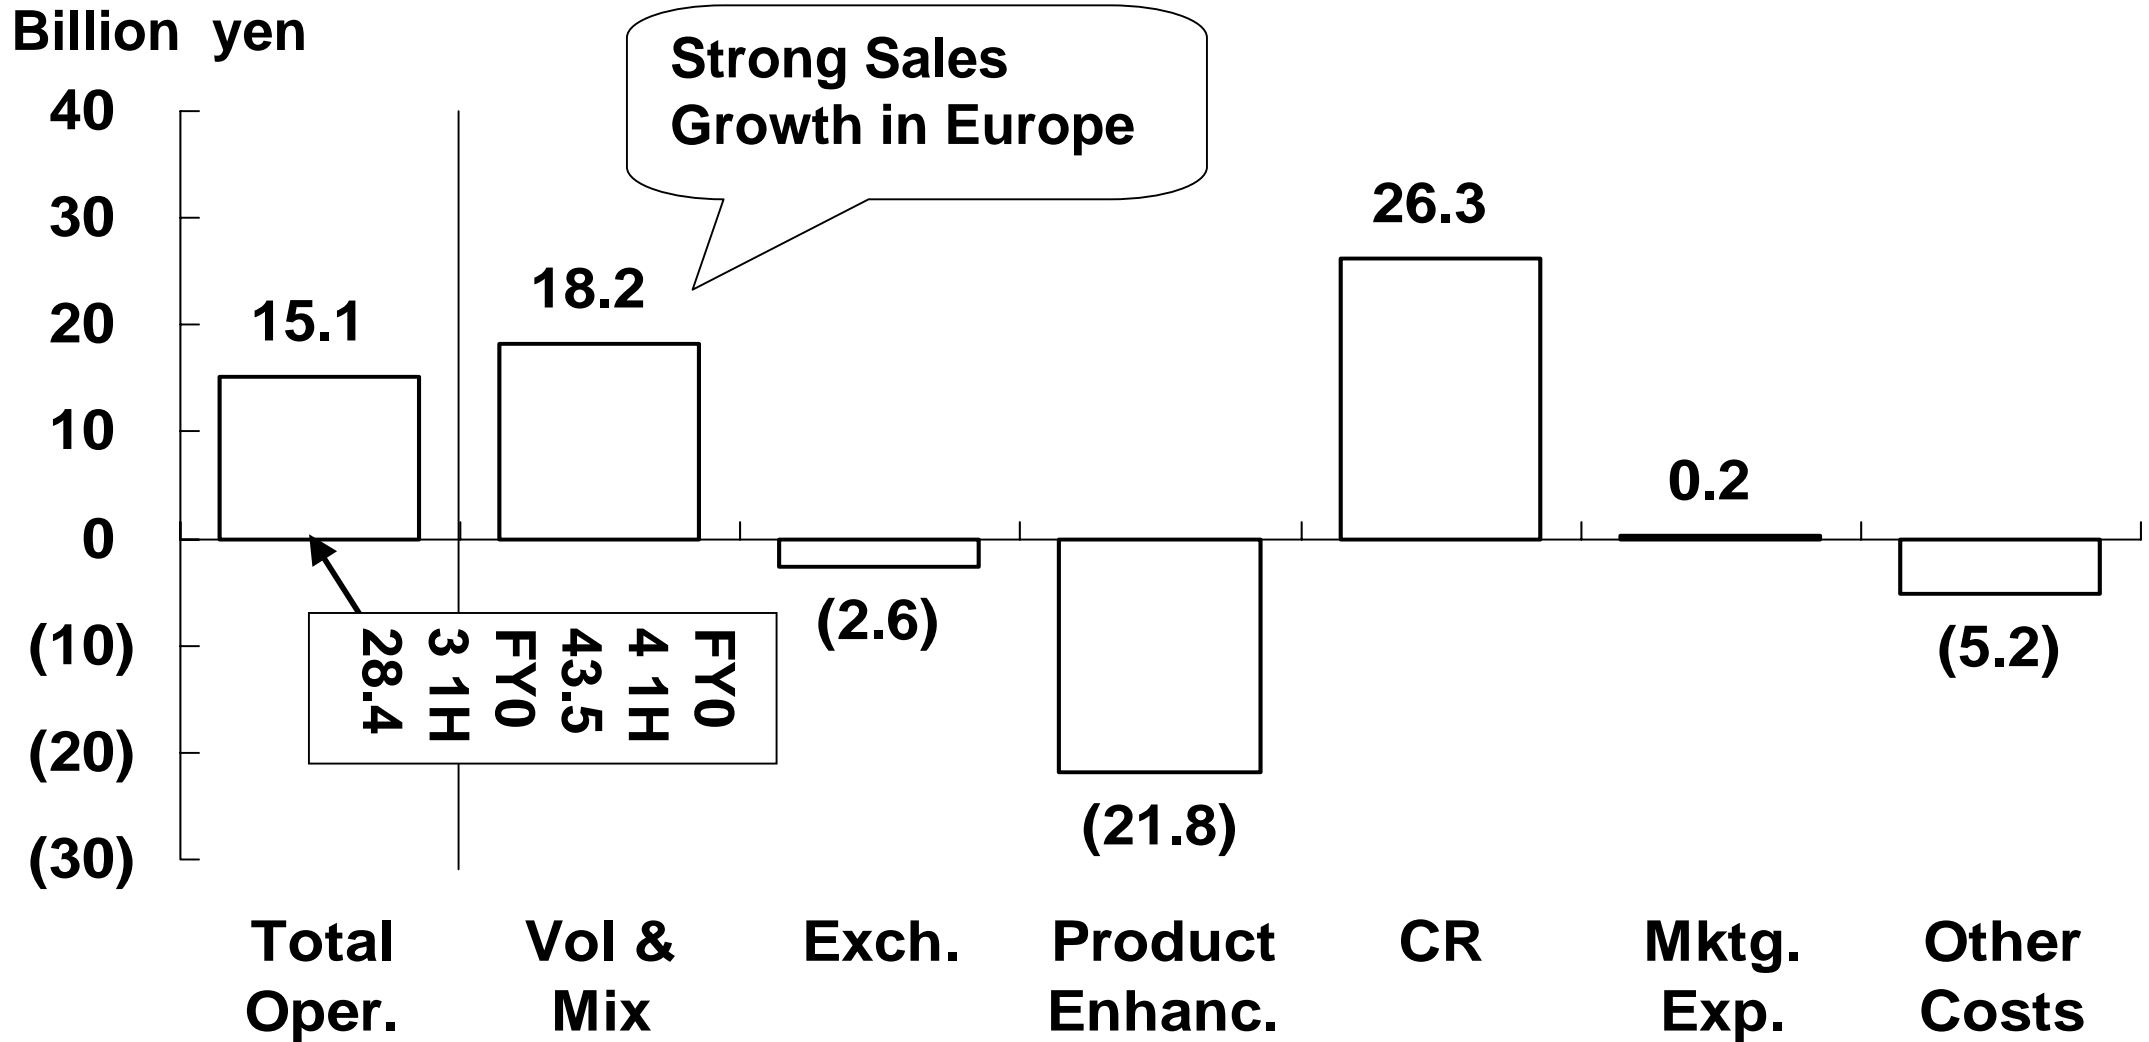 Billion yen
Strong Sales
Growth in Europe
40
30
20
10
0
(10)
(20)
(30)
15.1
18.2
(2.6)
(21.8)
26.3
0.2
(5.2)
FY0
4 1H
43.5
FY0
3 1H
28.4
Total
Oper.
Vol &
Mix
Exch.
Product
Enhanc.
CR
Mktg.
Exp.
Other
Costs